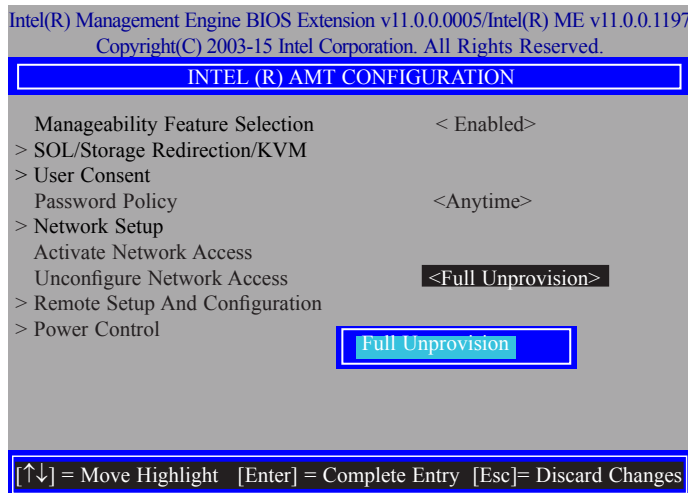 Intel(R) Management Engine BIOS Extension v11.0.0.0005/Intel(R) ME v11.0.0.1197
Copyright(C) 2003-15 Intel Corporation. All Rights Reserved.
INTEL (R) AMT CONFIGURATION
Manageability Feature Selection < Enabled>
> SOL/Storage Redirection/KVM
> User Consent
Password Policy <Anytime>
> Network Setup
Activate Network Access
Unconfigure Network Access <Full Unprovision>
> Remote Setup And Configuration
> Power Control
Full Unprovision
[↑↓] = Move Highlight [Enter] = Complete Entry [Esc]= Discard Changes